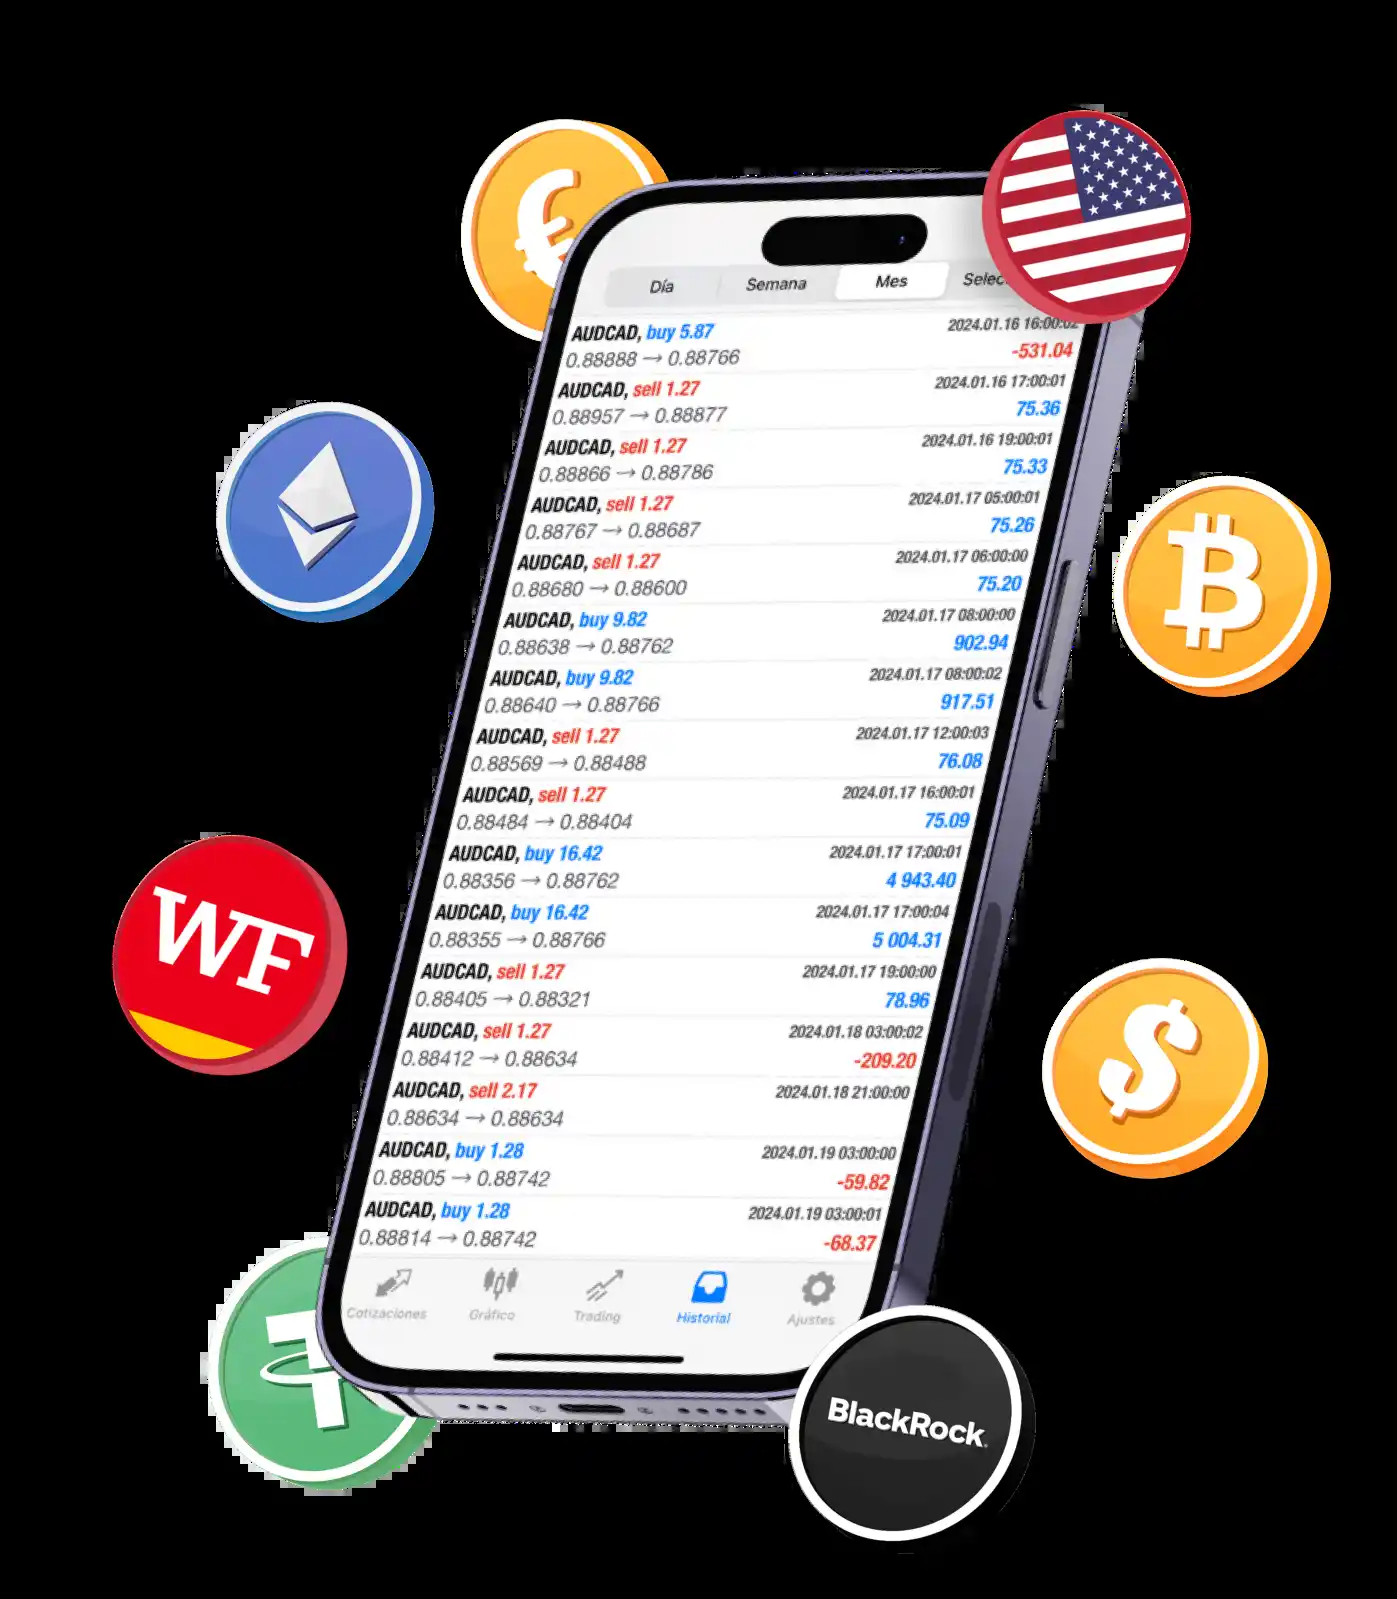 Día
Semana
Mes
Selec
AUDCAD, buy 5.87
2024.01.16 16:00:02
0.88888 → 0.88766
-531.04
AUDCAD, sell 1.27
2024.01.16 17:00:01
0.88957 → 0.88877
75.36
AUDCAD, sell 1.27
2024.01.16 19:00:01
0.88866 → 0.88786
75.33
AUDCAD, sell 1.27
2024.01.17 05:00:01
0.88767 → 0.88687
75.26
AUDCAD, sell 1.27
2024.01.17 06:00:00
0.88680 → 0.88600
75.20
AUDCAD, buy 9.82
2024.01.17 08:00:00
0.88638 → 0.88762
902.94
AUDCAD, buy 9.82
2024.01.17 08:00:02
0.88640 → 0.88766
917.51
AUDCAD, sell 1.27
2024.01.17 12:00:03
0.88569 → 0.88488
76.08
AUDCAD, sell 1.27
2024.01.17 16:00:01
0.88484 → 0.88404
75.09
AUDCAD, buy 16.42
2024.01.17 17:00:01
0.88356 → 0.88762
4 943.40
AUDCAD, buy 16.42
2024.01.17 17:00:04
0.88355 → 0.88766
5 004.31
AUDCAD, sell 1.27
2024.01.17 19:00:00
0.88405 → 0.88321
78.96
AUDCAD, sell 1.27
2024.01.18 03:00:02
0.88412 → 0.88634
-209.20
AUDCAD, sell 2.17
2024.01.18 21:00:00
0.88634 → 0.88634
AUDCAD, buy 1.28
2024.01.19 03:00:00
0.88805 → 0.88742
-59.82
AUDCAD, buy 1.28
2024.01.19 03:00:01
0.88814 → 0.88742
-68.37
Cotizaciones
Gráfico
Trading
Historial
Ajustes
WF
BlackRock